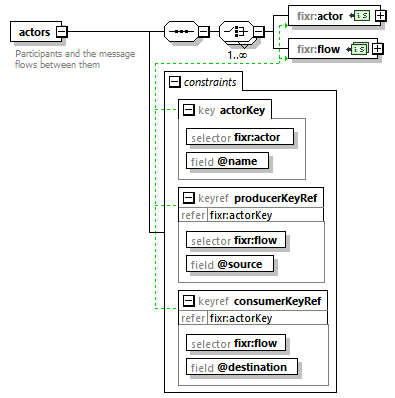 actors
Participants and the message
flows between them
1..∞
fixr:actor
fixr:flow
constraints
key actorKey
selector fixr:actor
field @name
keyref producerKeyRef
refer fixr:actorKey
selector fixr:flow
field @source
keyref consumerKeyRef
refer fixr:actorKey
selector fixr:flow
field @destination